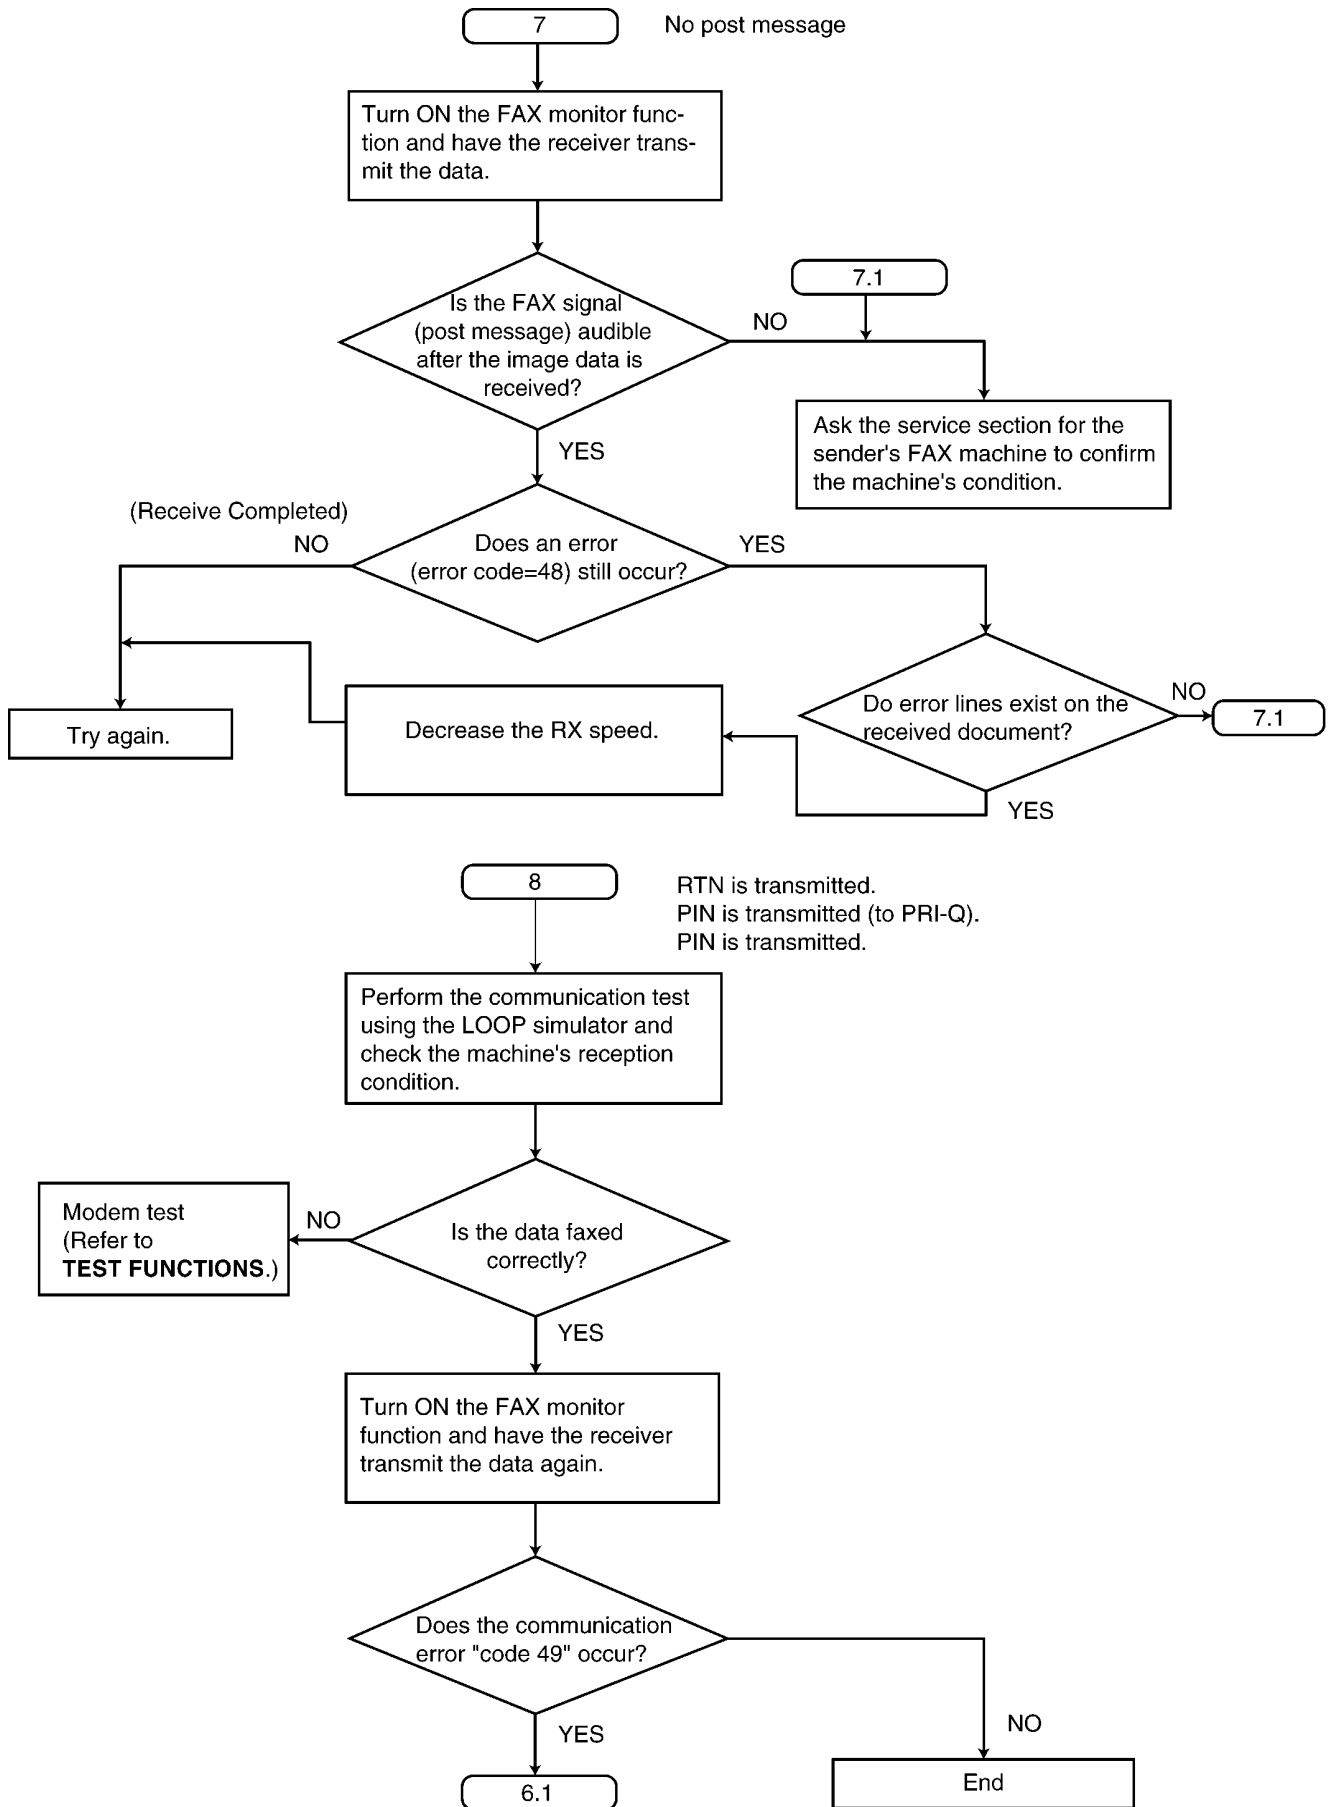 7
No post message
Turn ON the FAX monitor func-
tion and have the receiver trans-
mit the data.
7.1
Is the FAX signal
(post message) audible
after the image data is
received?
NO
Ask the service section for the
sender's FAX machine to confirm
the machine's condition.
YES
(Receive Completed)
NO
Does an error
(error code=48) still occur?
YES
Do error lines exist on the
received document?
NO
7.1
Decrease the RX speed.
Try again.
YES
8
RTN is transmitted.
PIN is transmitted (to PRI-Q).
PIN is transmitted.
Perform the communication test
using the LOOP simulator and
check the machine's reception
condition.
Modem test
(Refer to
TEST FUNCTIONS.)
NO
Is the data faxed
correctly?
YES
Turn ON the FAX monitor
function and have the receiver
transmit the data again.
Does the communication
error "code 49" occur?
YES
NO
6.1
End